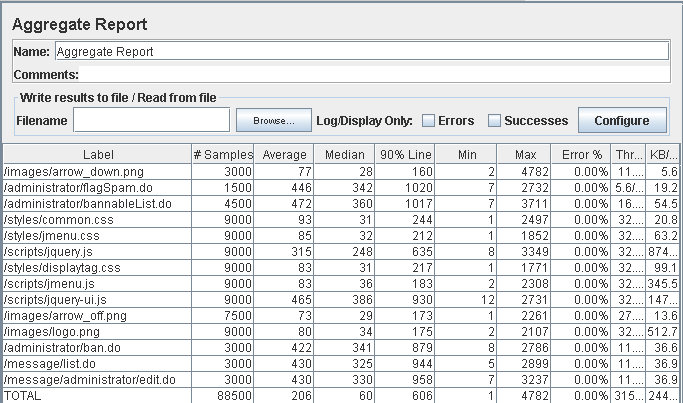 Aggregate Report
Name: Aggregate Report
Comments:
Write results to file / Read from file
Filename Browse... Log/Display Only: Errors Successes Configure
Label # Samples Average Median 90% Line Min Max Error % Thr... KB/...
/images/arrow_down.png 3000 77 28 160 2 4782 0.00% 11.... 5.6
/administrator/flagSpam.do 1500 446 342 1020 7 2732 0.00% 5.6/... 19.2
/administrator/bannableList.do 4500 472 360 1017 7 3711 0.00% 16.... 54.5
/styles/common.css 9000 93 31 244 1 2497 0.00% 32.... 20.8
/styles/jmenu.css 9000 85 32 212 1 1852 0.00% 32.... 63.2
/scripts/jquery.js 9000 315 248 635 8 3349 0.00% 32.... 874...
/styles/displaytag.css 9000 83 31 217 1 1771 0.00% 32.... 99.1
/scripts/jmenu.js 9000 83 36 183 2 2308 0.00% 32.... 345.5
/scripts/jquery-ui.js 9000 465 386 930 12 2731 0.00% 32.... 147...
/images/arrow_off.png 7500 73 29 173 1 2261 0.00% 27.... 13.6
/images/logo.png 9000 80 34 175 2 2107 0.00% 32.... 512.7
/administrator/ban.do 3000 422 341 879 8 2786 0.00% 11.... 36.6
/message/list.do 3000 430 325 944 5 2899 0.00% 11.... 36.9
/message/administrator/edit.do 3000 430 330 958 7 3237 0.00% 11.... 36.9
TOTAL 88500 206 60 606 1 4782 0.00% 315... 244...